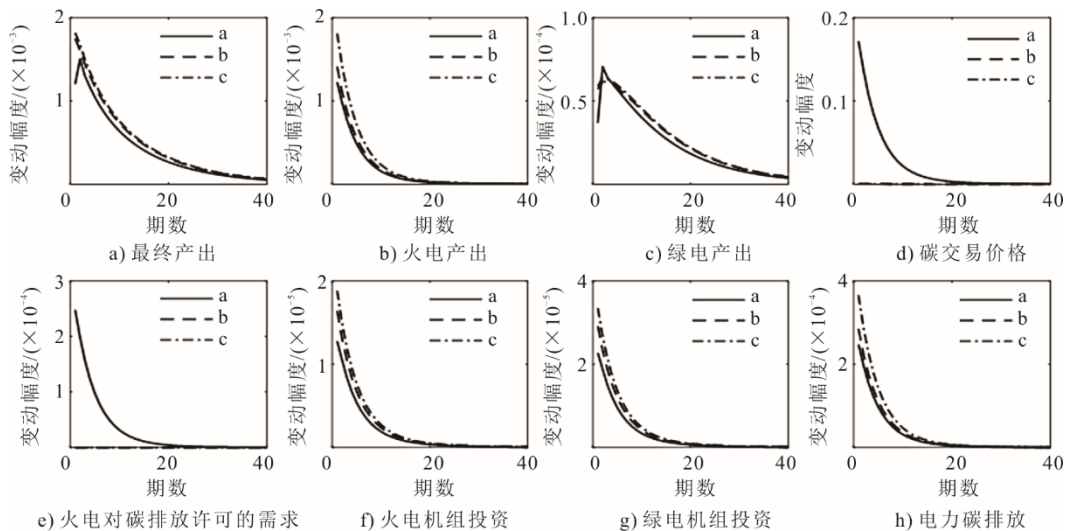 变动幅度/(×10⁻³)
2
1
0
20
40
a
b
c
期数
a) 最终产出
变动幅度/(×10⁻³)
2
1
0
20
40
a
b
c
期数
b) 火电产出
变动幅度/(×10⁻⁴)
1.0
0.5
0
20
40
a
b
c
期数
c) 绿电产出
变动幅度
0.2
0.1
0
20
40
a
b
c
期数
d) 碳交易价格
变动幅度/(×10⁻⁴)
3
2
1
0
20
40
a
b
c
期数
e) 火电对碳排放许可的需求
变动幅度/(×10⁻⁵)
2
1
0
20
40
a
b
c
期数
f) 火电机组投资
变动幅度/(×10⁻⁵)
4
2
0
20
40
a
b
c
期数
g) 绿电机组投资
变动幅度/(×10⁻⁴)
4
2
0
20
40
a
b
c
期数
h) 电力碳排放